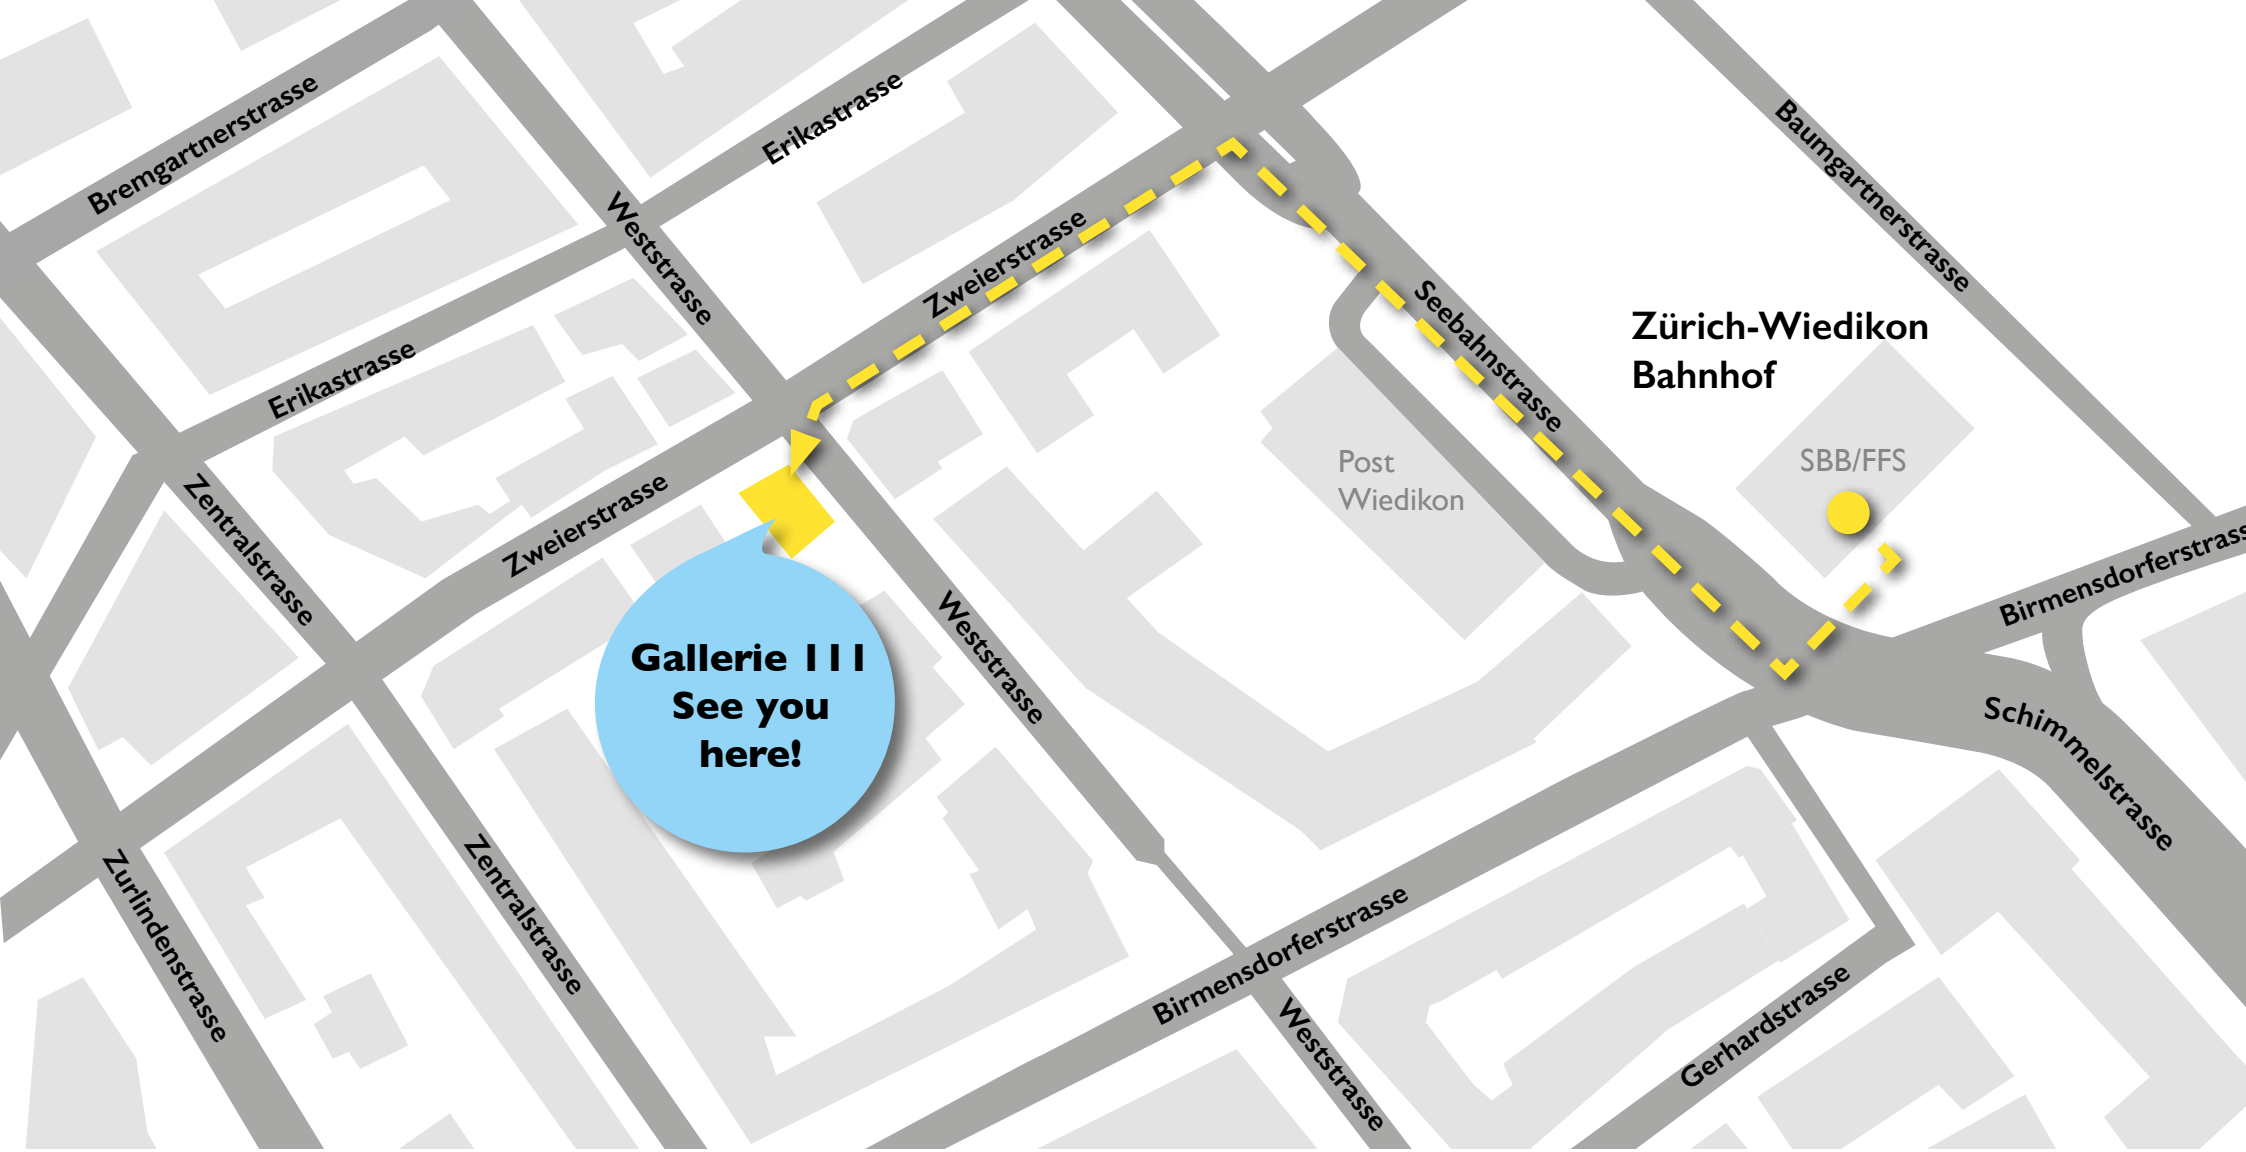 Bremgartnerstrasse
Erikastrasse
Baumgartnerstrasse
Weststrasse
Zweierstrasse
Seebahnstrasse
Zürich-Wiedikon
Bahnhof
Erikastrasse
SBB/FFS
Post
Wiedikon
Zentralstrasse
Zweierstrasse
Birmensdorferstrass
Weststrasse
Gallerie 111
See you
here!
Schimmelstrasse
Zurlindenstrasse
Zentralstrasse
Birmensdorferstrasse
Gerhardstrasse
Weststrasse